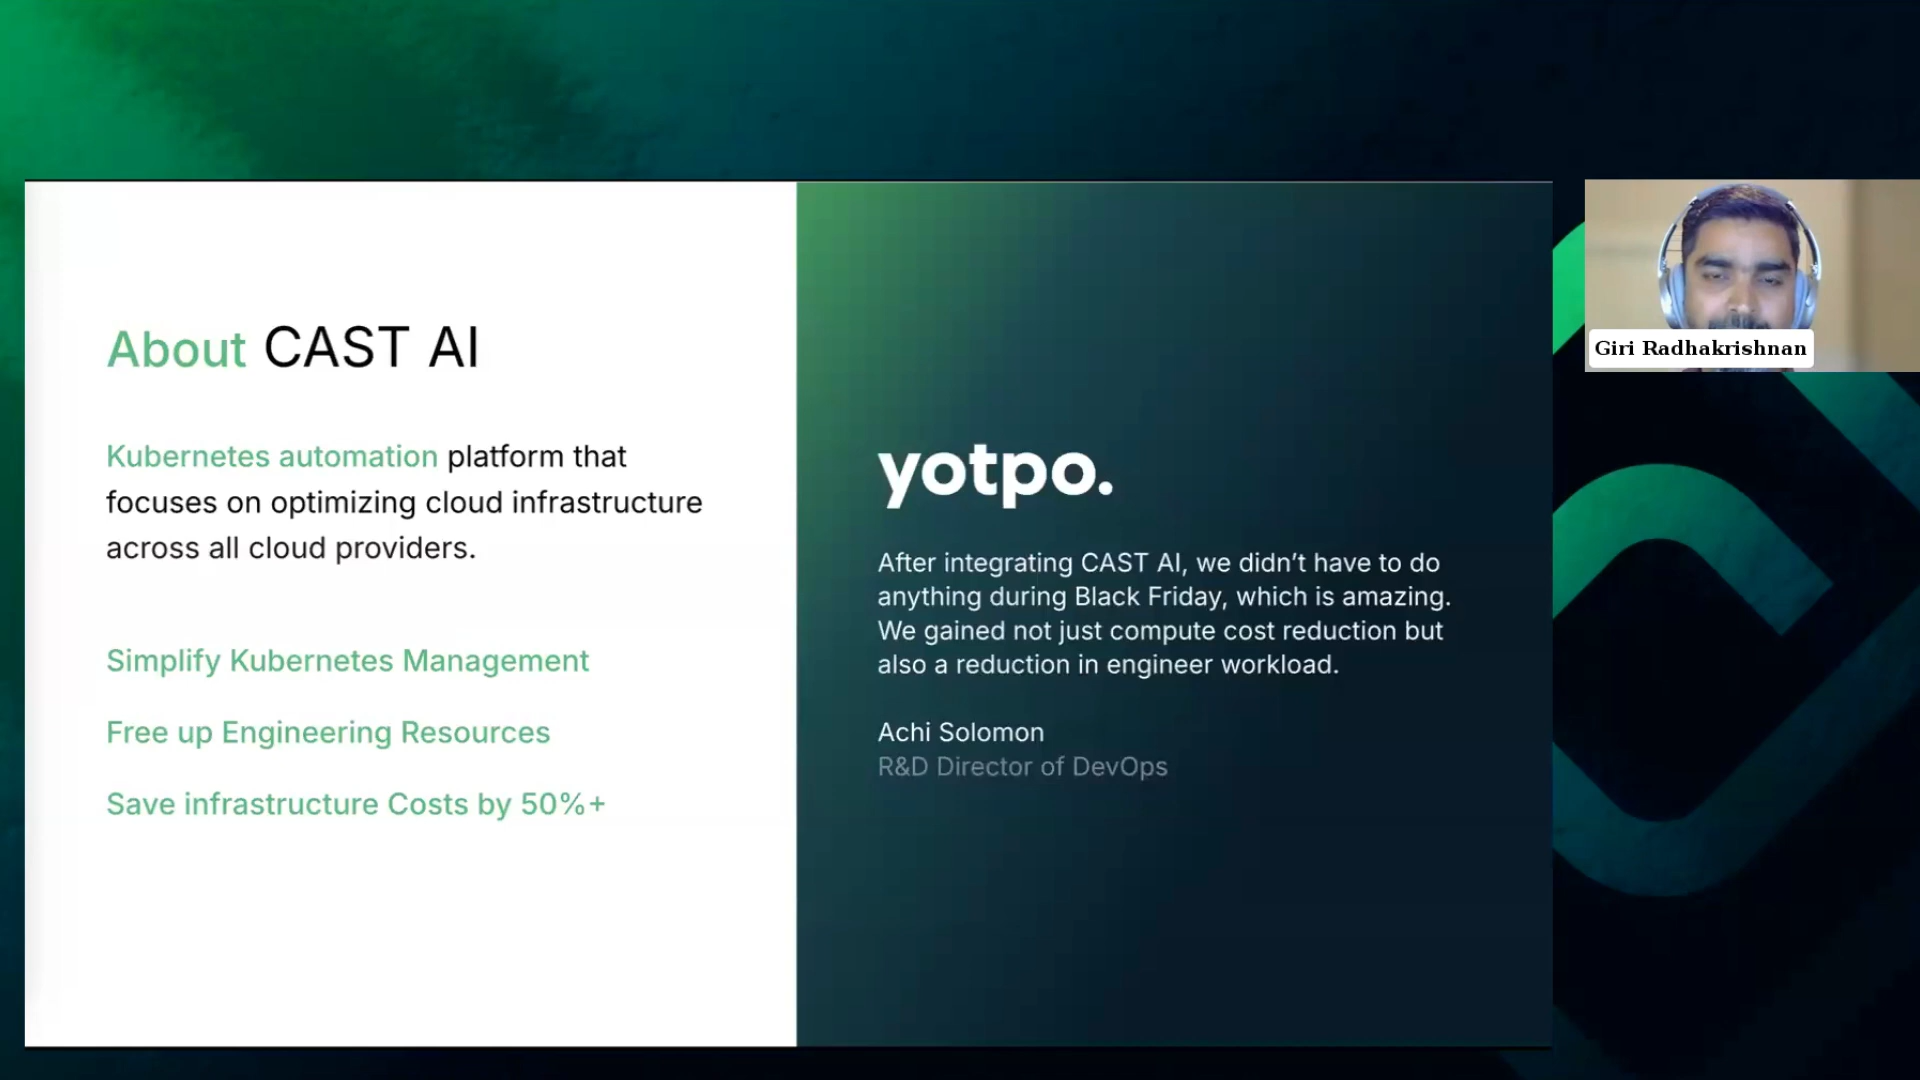 About CAST AI
Kubernetes automation platform that
focuses on optimizing cloud infrastructure
across all cloud providers.
Simplify Kubernetes Management
Free up Engineering Resources
Save infrastructure Costs by 50%+
yotpo.
After integrating CAST AI, we didn’t have to do
anything during Black Friday, which is amazing.
We gained not just compute cost reduction but
also a reduction in engineer workload.
Achi Solomon
R&D Director of DevOps
Giri Radhakrishnan